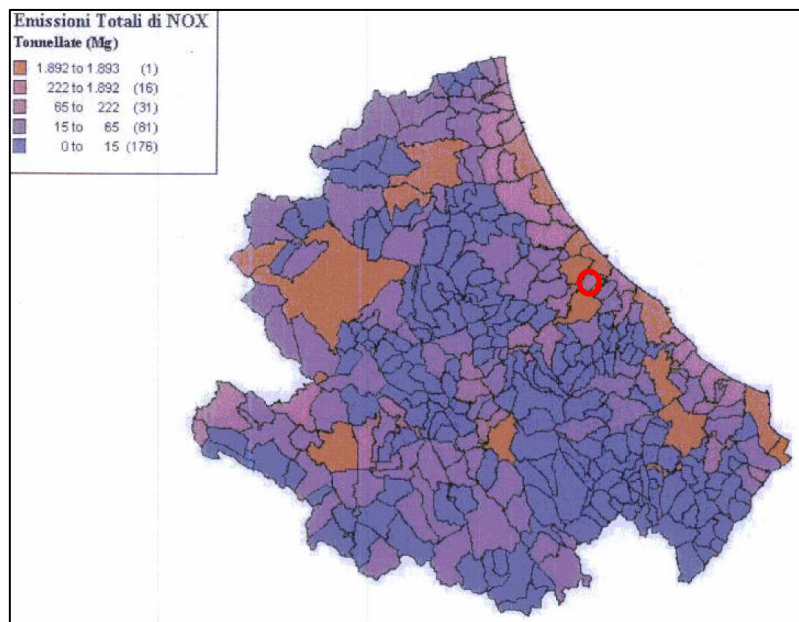 Emissioni Totali di NOX
Tonnellate (Mg)
1.892 to 1.893 (1)
222 to 1.892 (16)
65 to 222 (31)
15 to 65 (81)
0 to 15 (176)